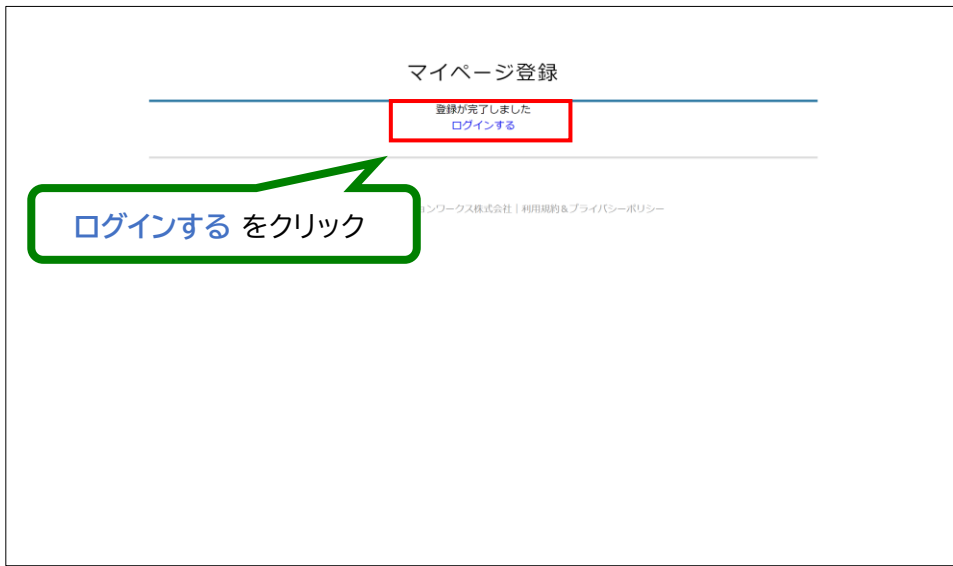 マイページ登録
登録が完了しました
ログインする
ログインする をクリック
ンワークス株式会社｜利用規約&プライバシーポリシー